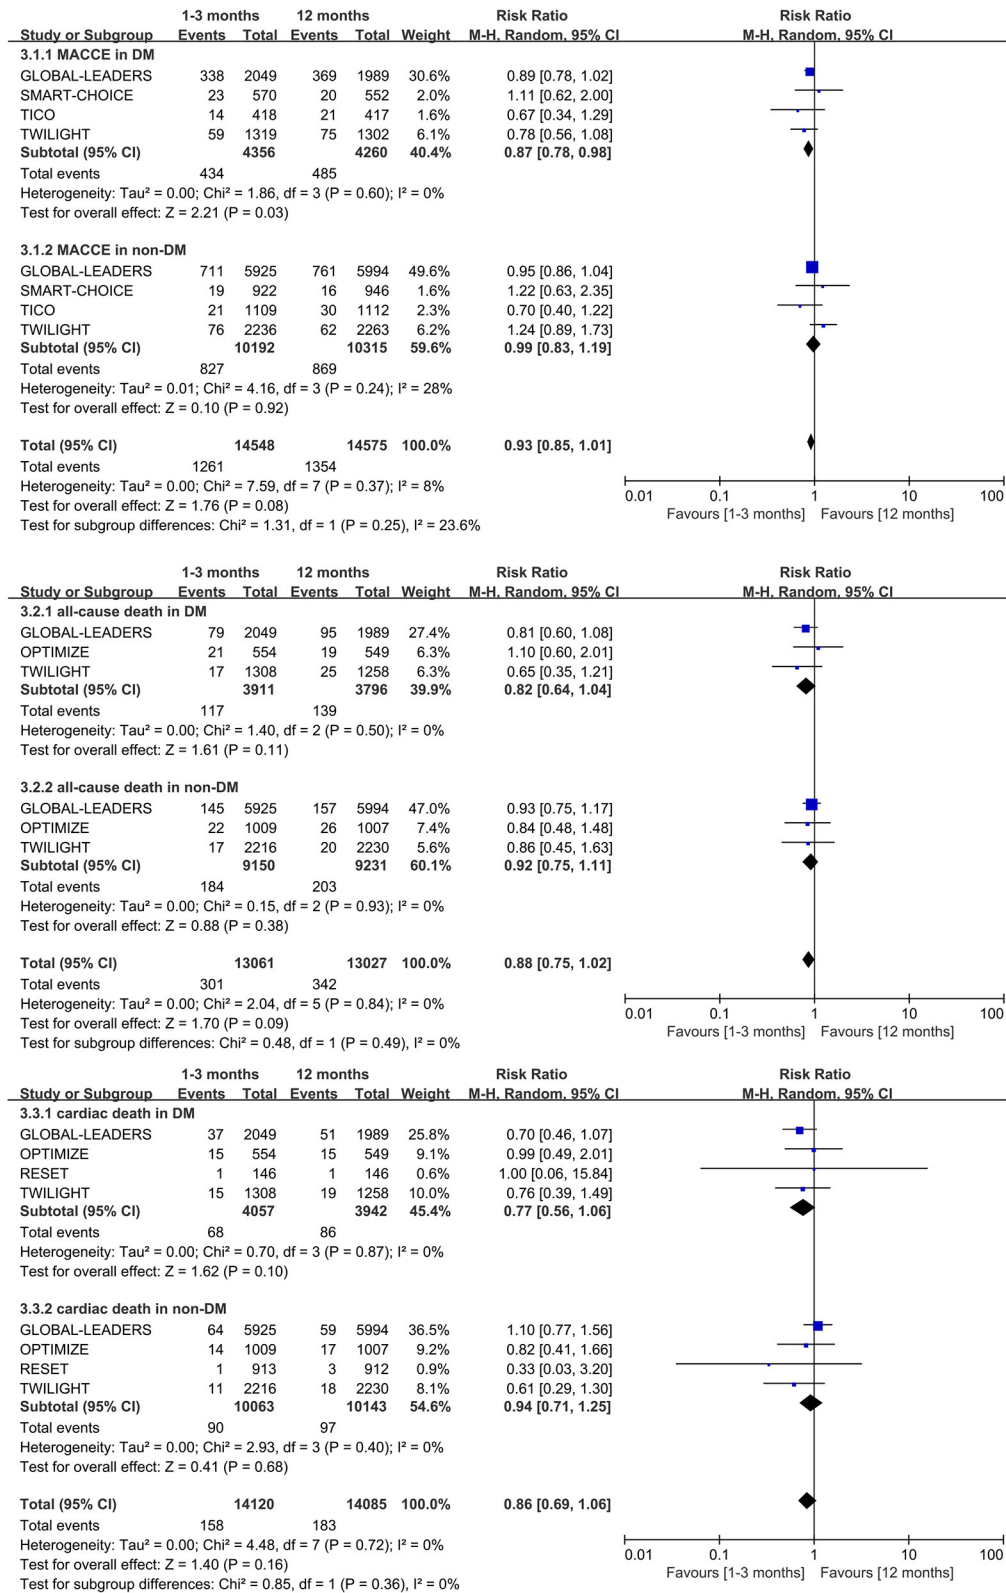 1-3 months 12 months Risk Ratio Risk Ratio
Study or Subgroup Events Total Events Total Weight M-H, Random, 95% CI M-H, Random, 95% CI
3.1.1 MACCE in DM
GLOBAL-LEADERS 338 2049 369 1989 30.6% 0.89 [0.78, 1.02]
SMART-CHOICE 23 570 20 552 2.0% 1.11 [0.62, 2.00]
TICO 14 418 21 417 1.6% 0.67 [0.34, 1.29]
TWILIGHT 59 1319 75 1302 6.1% 0.78 [0.56, 1.08]
Subtotal (95% CI) 4356 4260 40.4% 0.87 [0.78, 0.98]
Total events 434 485
Heterogeneity: Tau² = 0.00; Chi² = 1.86, df = 3 (P = 0.60); I² = 0%
Test for overall effect: Z = 2.21 (P = 0.03)
3.1.2 MACCE in non-DM
GLOBAL-LEADERS 711 5925 761 5994 49.6% 0.95 [0.86, 1.04]
SMART-CHOICE 19 922 16 946 1.6% 1.22 [0.63, 2.35]
TICO 21 1109 30 1112 2.3% 0.70 [0.40, 1.22]
TWILIGHT 76 2236 62 2263 6.2% 1.24 [0.89, 1.73]
Subtotal (95% CI) 10192 10315 59.6% 0.99 [0.83, 1.19]
Total events 827 869
Heterogeneity: Tau² = 0.01; Chi² = 4.16, df = 3 (P = 0.24); I² = 28%
Test for overall effect: Z = 0.10 (P = 0.92)
Total (95% CI) 14548 14575 100.0% 0.93 [0.85, 1.01]
Total events 1261 1354
Heterogeneity: Tau² = 0.00; Chi² = 7.59, df = 7 (P = 0.37); I² = 8%
Test for overall effect: Z = 1.76 (P = 0.08)
Test for subgroup differences: Chi² = 1.31, df = 1 (P = 0.25), I² = 23.6%
0.01 0.1 1 10 100
Favours [1-3 months] Favours [12 months]
1-3 months 12 months Risk Ratio Risk Ratio
Study or Subgroup Events Total Events Total Weight M-H, Random, 95% CI M-H, Random, 95% CI
3.2.1 all-cause death in DM
GLOBAL-LEADERS 79 2049 95 1989 27.4% 0.81 [0.60, 1.08]
OPTIMIZE 21 554 19 549 6.3% 1.10 [0.60, 2.01]
TWILIGHT 17 1308 25 1258 6.3% 0.65 [0.35, 1.21]
Subtotal (95% CI) 3911 3796 39.9% 0.82 [0.64, 1.04]
Total events 117 139
Heterogeneity: Tau² = 0.00; Chi² = 1.40, df = 2 (P = 0.50); I² = 0%
Test for overall effect: Z = 1.61 (P = 0.11)
3.2.2 all-cause death in non-DM
GLOBAL-LEADERS 145 5925 157 5994 47.0% 0.93 [0.75, 1.17]
OPTIMIZE 22 1009 26 1007 7.4% 0.84 [0.48, 1.48]
TWILIGHT 17 2216 20 2230 5.6% 0.86 [0.45, 1.63]
Subtotal (95% CI) 9150 9231 60.1% 0.92 [0.75, 1.11]
Total events 184 203
Heterogeneity: Tau² = 0.00; Chi² = 0.15, df = 2 (P = 0.93); I² = 0%
Test for overall effect: Z = 0.88 (P = 0.38)
Total (95% CI) 13061 13027 100.0% 0.88 [0.75, 1.02]
Total events 301 342
Heterogeneity: Tau² = 0.00; Chi² = 2.04, df = 5 (P = 0.84); I² = 0%
Test for overall effect: Z = 1.70 (P = 0.09)
Test for subgroup differences: Chi² = 0.48, df = 1 (P = 0.49), I² = 0%
0.01 0.1 1 10 100
Favours [1-3 months] Favours [12 months]
1-3 months 12 months Risk Ratio Risk Ratio
Study or Subgroup Events Total Events Total Weight M-H, Random, 95% CI M-H, Random, 95% CI
3.3.1 cardiac death in DM
GLOBAL-LEADERS 37 2049 51 1989 25.8% 0.70 [0.46, 1.07]
OPTIMIZE 15 554 15 549 9.1% 0.99 [0.49, 2.01]
RESET 1 146 1 146 0.6% 1.00 [0.06, 15.84]
TWILIGHT 15 1308 19 1258 10.0% 0.76 [0.39, 1.49]
Subtotal (95% CI) 4057 3942 45.4% 0.77 [0.56, 1.06]
Total events 68 86
Heterogeneity: Tau² = 0.00; Chi² = 0.70, df = 3 (P = 0.87); I² = 0%
Test for overall effect: Z = 1.62 (P = 0.10)
3.3.2 cardiac death in non-DM
GLOBAL-LEADERS 64 5925 59 5994 36.5% 1.10 [0.77, 1.56]
OPTIMIZE 14 1009 17 1007 9.2% 0.82 [0.41, 1.66]
RESET 1 913 3 912 0.9% 0.33 [0.03, 3.20]
TWILIGHT 11 2216 18 2230 8.1% 0.61 [0.29, 1.30]
Subtotal (95% CI) 10063 10143 54.6% 0.94 [0.71, 1.25]
Total events 90 97
Heterogeneity: Tau² = 0.00; Chi² = 2.93, df = 3 (P = 0.40); I² = 0%
Test for overall effect: Z = 0.41 (P = 0.68)
Total (95% CI) 14120 14085 100.0% 0.86 [0.69, 1.06]
Total events 158 183
Heterogeneity: Tau² = 0.00; Chi² = 4.48, df = 7 (P = 0.72); I² = 0%
Test for overall effect: Z = 1.40 (P = 0.16)
Test for subgroup differences: Chi² = 0.85, df = 1 (P = 0.36), I² = 0%
0.01 0.1 1 10 100
Favours [1-3 months] Favours [12 months]